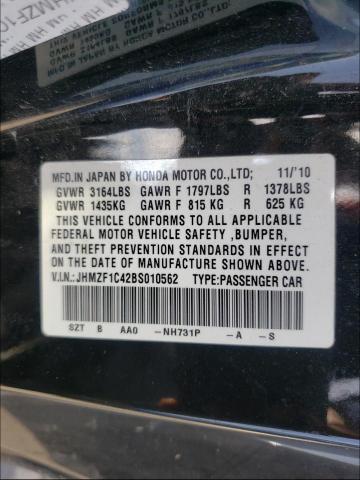 MFD.IN JAPAN BY HONDA MOTOR CO.,LTD; 11/'10
GVWR 3164LBS GAWR F 1797LBS R 1378LBS
GVWR 1435KG GAWR F 815 KG R 625 KG
THIS VEHICLE CONFORMS TO ALL APPLICABLE
FEDERAL MOTOR VEHICLE SAFETY ,BUMPER,
AND THEFT PREVENTION STANDARDS IN EFFECT
ON THE DATE OF MANUFACTURE SHOWN ABOVE.
V.I.N.: JHMZF1C42BS010562 TYPE:PASSENGER CAR
SZT B AA0 -NH731P -A -S